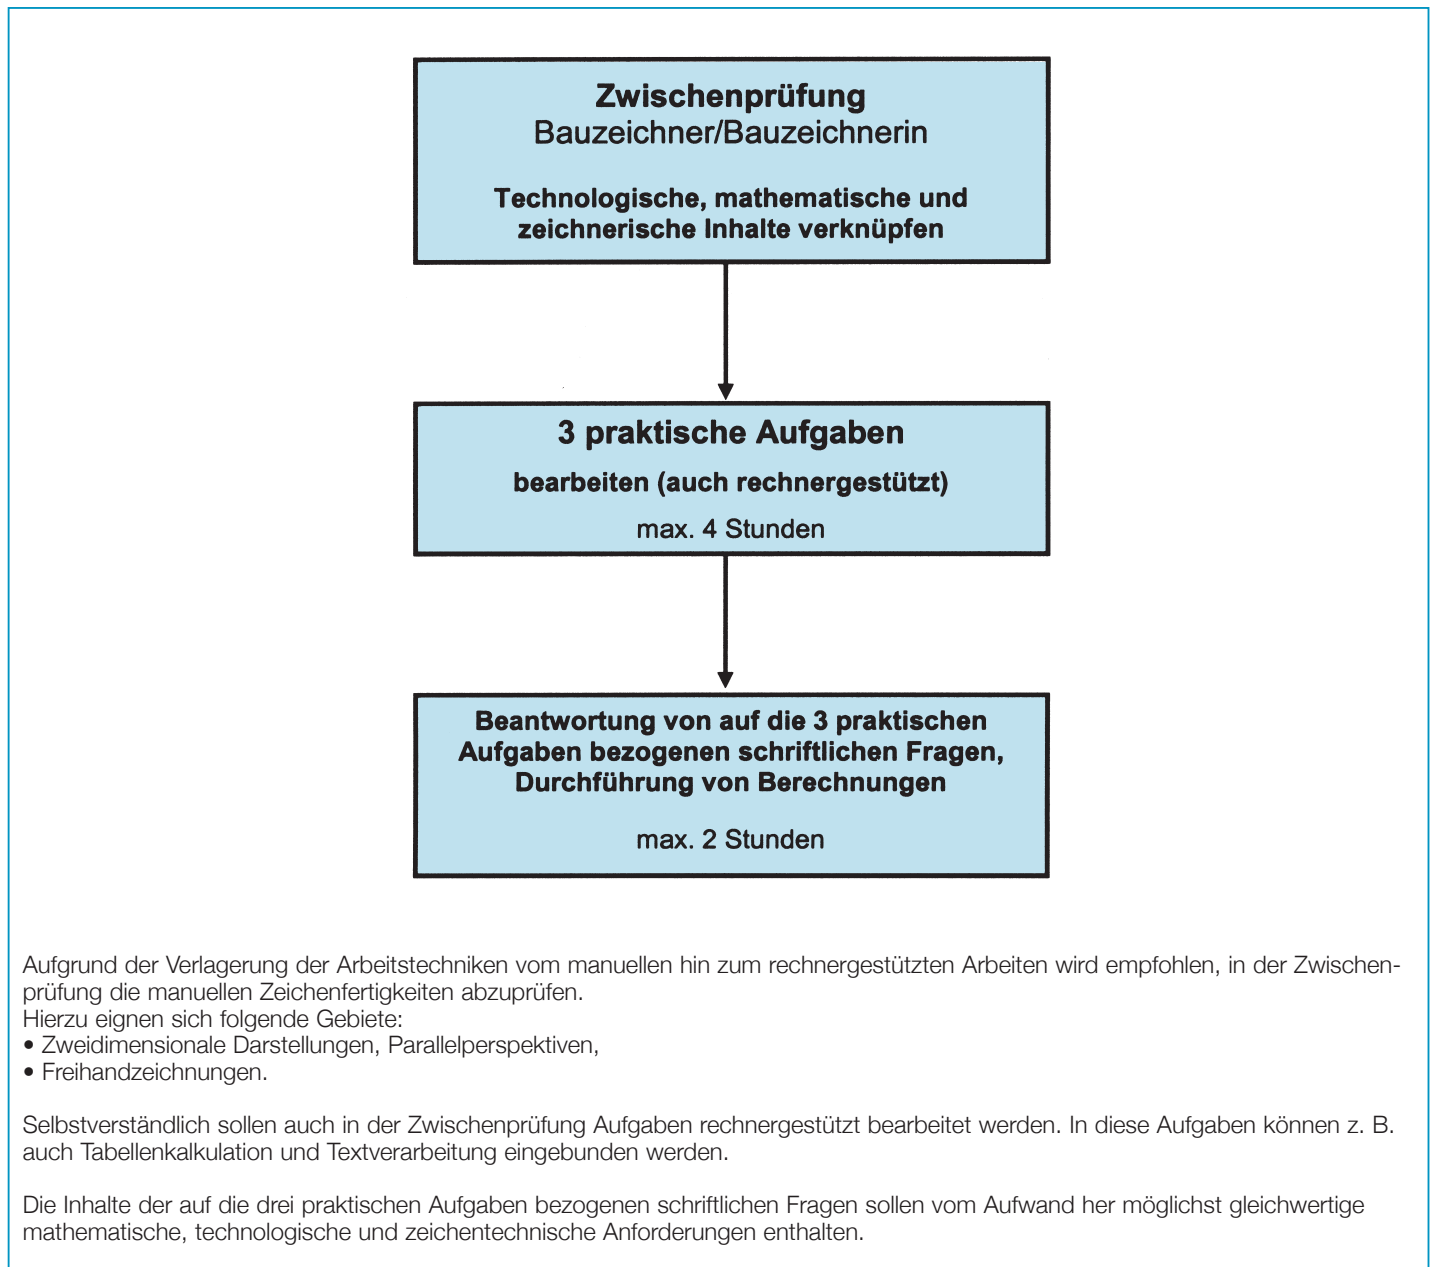 Zwischenprüfung
Bauzeichner/Bauzeichnerin
Technologische, mathematische und
zeichnerische Inhalte verknüpfen
3 praktische Aufgaben
bearbeiten (auch rechnergestützt)
max. 4 Stunden
Beantwortung von auf die 3 praktischen
Aufgaben bezogenen schriftlichen Fragen,
Durchführung von Berechnungen
max. 2 Stunden
Aufgrund der Verlagerung der Arbeitstechniken vom manuellen hin zum rechnergestützten Arbeiten wird empfohlen, in der Zwischen-
prüfung die manuellen Zeichenfertigkeiten abzuprüfen.
Hierzu eignen sich folgende Gebiete:
• Zweidimensionale Darstellungen, Parallelperspektiven,
• Freihandzeichnungen.
Selbstverständlich sollen auch in der Zwischenprüfung Aufgaben rechnergestützt bearbeitet werden. In diese Aufgaben können z. B.
auch Tabellenkalkulation und Textverarbeitung eingebunden werden.
Die Inhalte der auf die drei praktischen Aufgaben bezogenen schriftlichen Fragen sollen vom Aufwand her möglichst gleichwertige
mathematische, technologische und zeichentechnische Anforderungen enthalten.